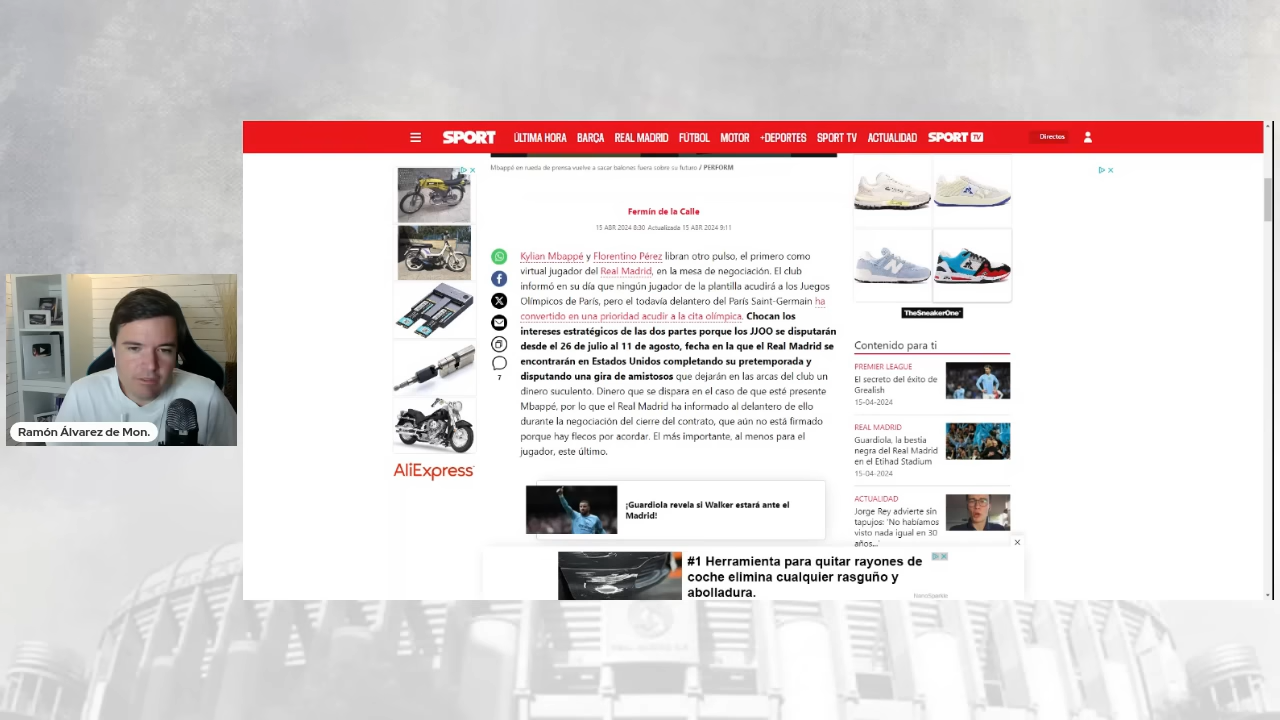 SPORT
ÚLTIMA HORA
BARÇA
REAL MADRID
FÚTBOL
MOTOR
+DEPORTES
SPORT TV
ACTUALIDAD
SPORT TV
Directos
Mbappé en rueda de prensa vuelve a sacar balones fuera sobre su futuro / PERFORM
Fermín de la Calle
15 ABR 2024 8:30 Actualizada 15 ABR 2024 9:11
Kylian Mbappé y Florentino Pérez libran otro pulso, el primero como
virtual jugador del Real Madrid, en la mesa de negociación. El club
informó en su día que ningún jugador de la plantilla acudirá a los Juegos
Olímpicos de París, pero el todavía delantero del París Saint-Germain ha
convertido en una prioridad acudir a la cita olímpica. Chocan los
intereses estratégicos de las dos partes porque los JJOO se disputarán
desde el 26 de julio al 11 de agosto, fecha en la que el Real Madrid se
encontrarán en Estados Unidos completando su pretemporada y
disputando una gira de amistosos que dejarán en las arcas del club un
dinero suculento. Dinero que se dispara en el caso de que esté presente
Mbappé, por lo que el Real Madrid ha informado al delantero de ello
durante la negociación del cierre del contrato, que aún no está firmado
porque hay flecos por acordar. El más importante, al menos para el
jugador, este último.
7
¡Guardiola revela si Walker estará ante el
Madrid!
AliExpress
TheSneakerOne
Contenido para ti
PREMIER LEAGUE
El secreto del éxito de
Grealish
15-04-2024
REAL MADRID
Guardiola, la bestia
negra del Real Madrid
en el Etihad Stadium
15-04-2024
ACTUALIDAD
Jorge Rey advierte sin
tapujos: 'No habíamos
visto nada igual en 30
años...'
#1 Herramienta para quitar rayones de
coche elimina cualquier rasguño y
abolladura.
Ramón Álvarez de Mon.